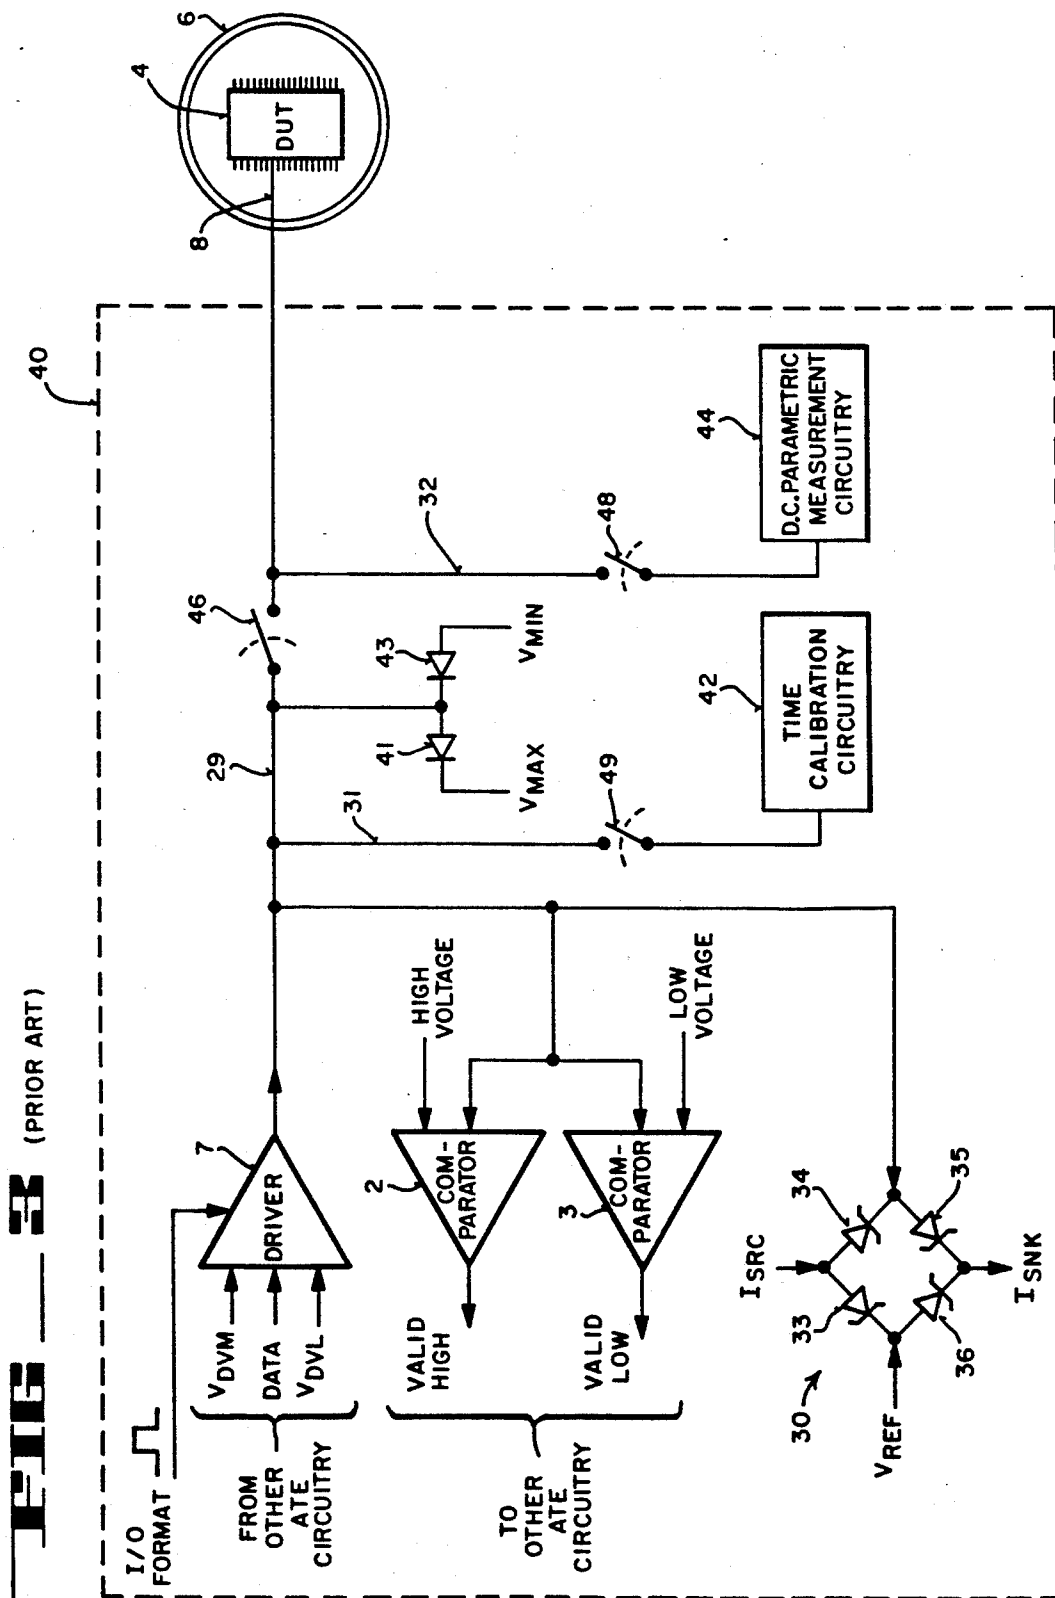 FIG_3 (PRIOR ART)
I/O
FORMAT
FROM
OTHER
ATE
CIRCUITRY
VDVM
DATA
VDVL
DRIVER
7
TO
OTHER
ATE
CIRCUITRY
VALID
HIGH
VALID
LOW
2
COM-
PARATOR
3
COM-
PARATOR
HIGH
VOLTAGE
LOW
VOLTAGE
30
VREF
ISRC
ISNK
33
34
35
36
29
31
41
43
VMAX
VMIN
46
32
49
48
42
TIME
CALIBRATION
CIRCUITRY
44
D.C. PARAMETRIC
MEASUREMENT
CIRCUITRY
40
8
4
6
DUT